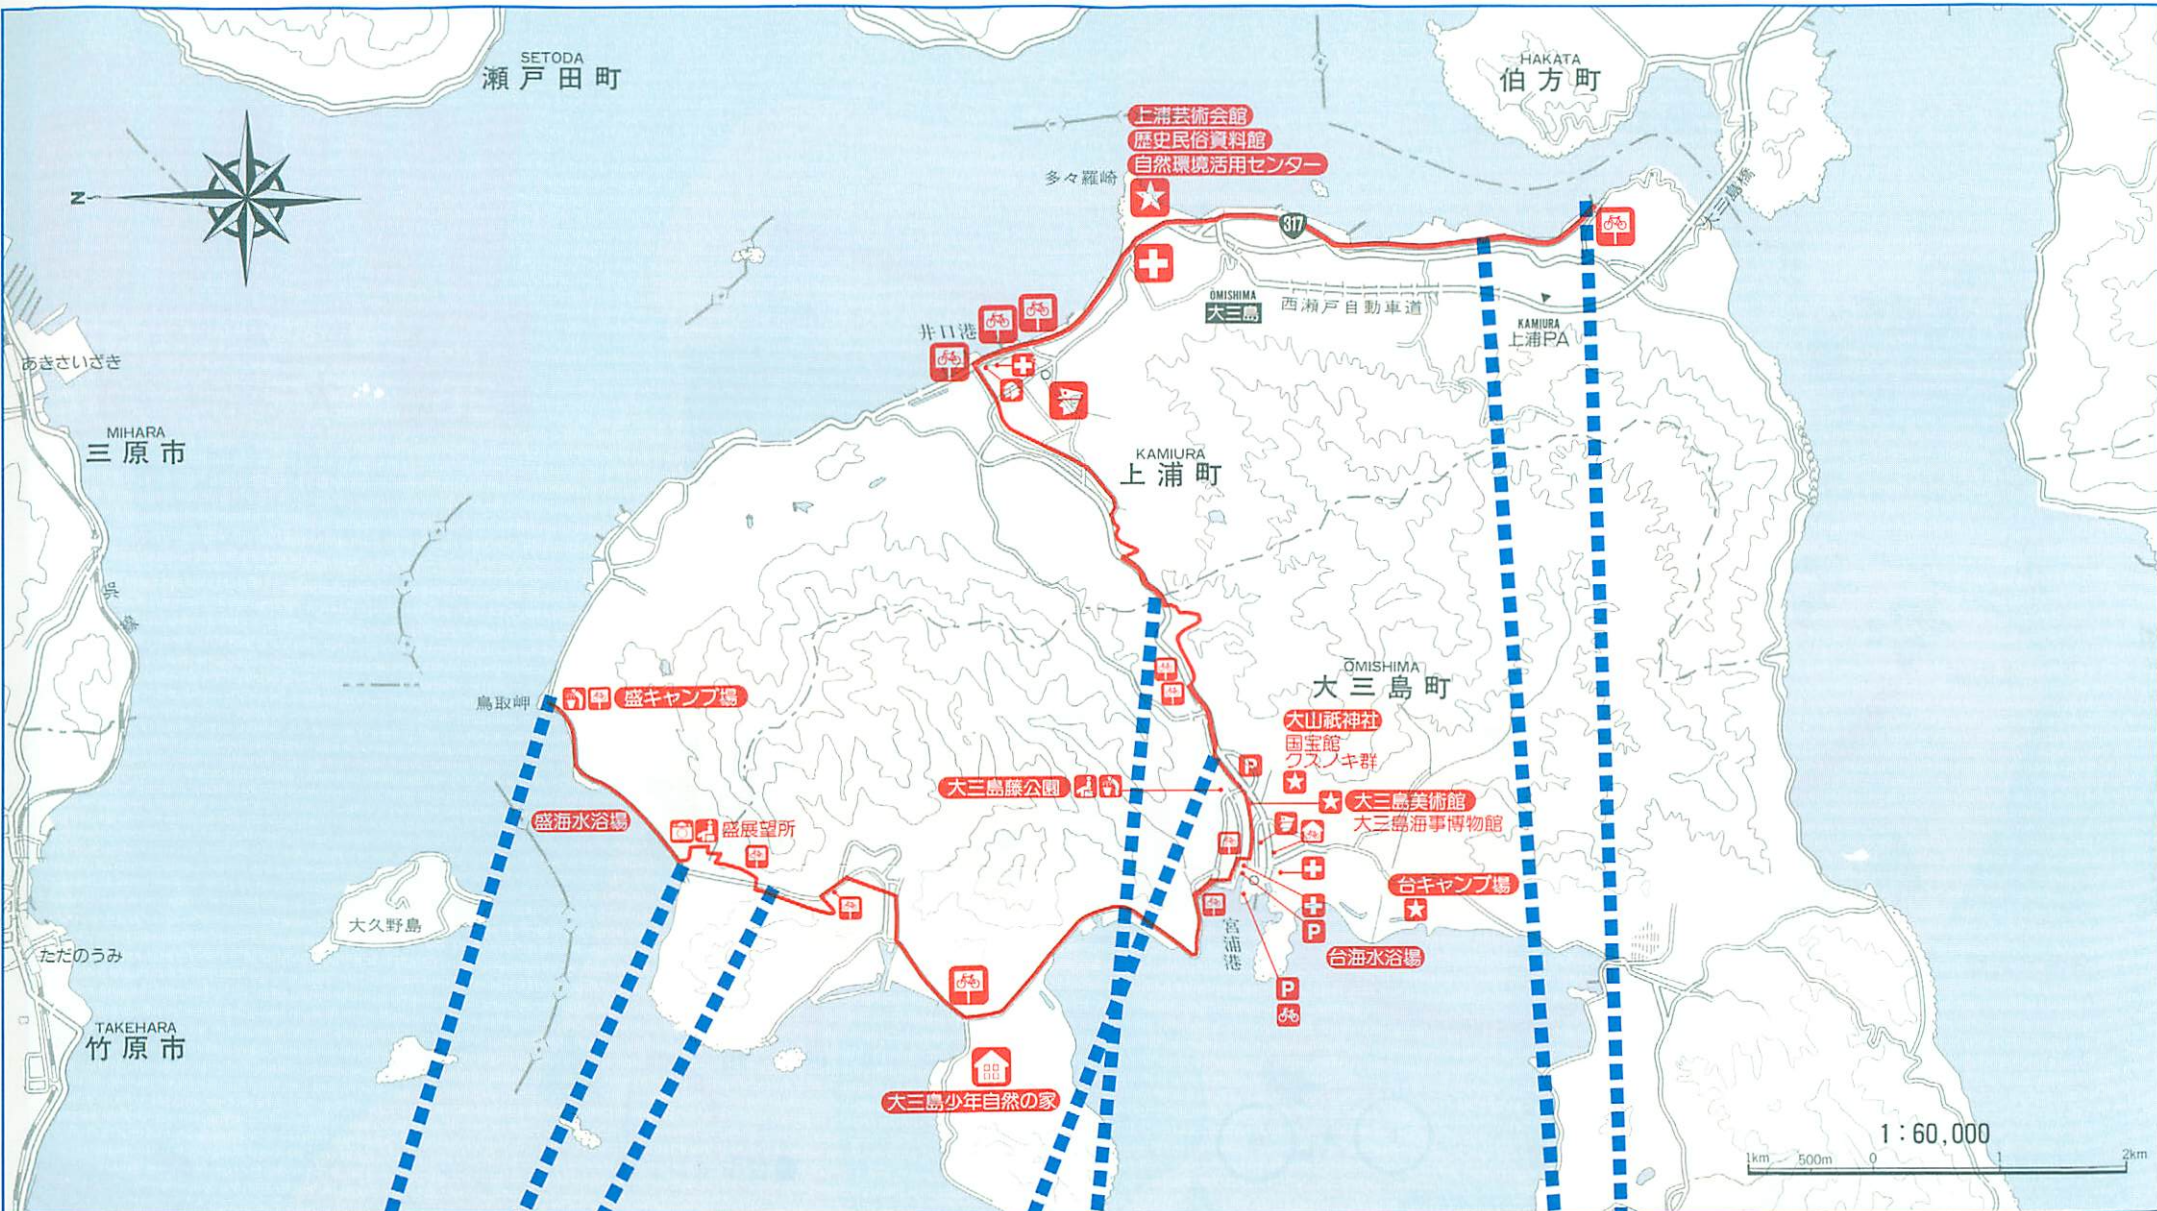 SETODA
瀬戸田町
HAKATA
伯方町
上浦芸術会館
歴史民俗資料館
自然環境活用センター
多々羅崎
N
317
大三島橋
ŌMISHIMA
大三島
西瀬戸自動車道
KAMIURA
上浦PA
井口港
あきさいざき
MIHARA
三原市
KAMIURA
上浦町
呉線
鳥取岬
盛キャンプ場
ŌMISHIMA
大三島町
大山祇神社
国宝館
クスノキ群
P
大三島藤公園
大三島美術館
大三島海事博物館
盛海水浴場
盛展望所
台キャンプ場
大久野島
宮浦港
P
台海水浴場
ただのうみ
P
TAKEHARA
竹原市
大三島少年自然の家
1:60,000
1km 500m 0 1 2km